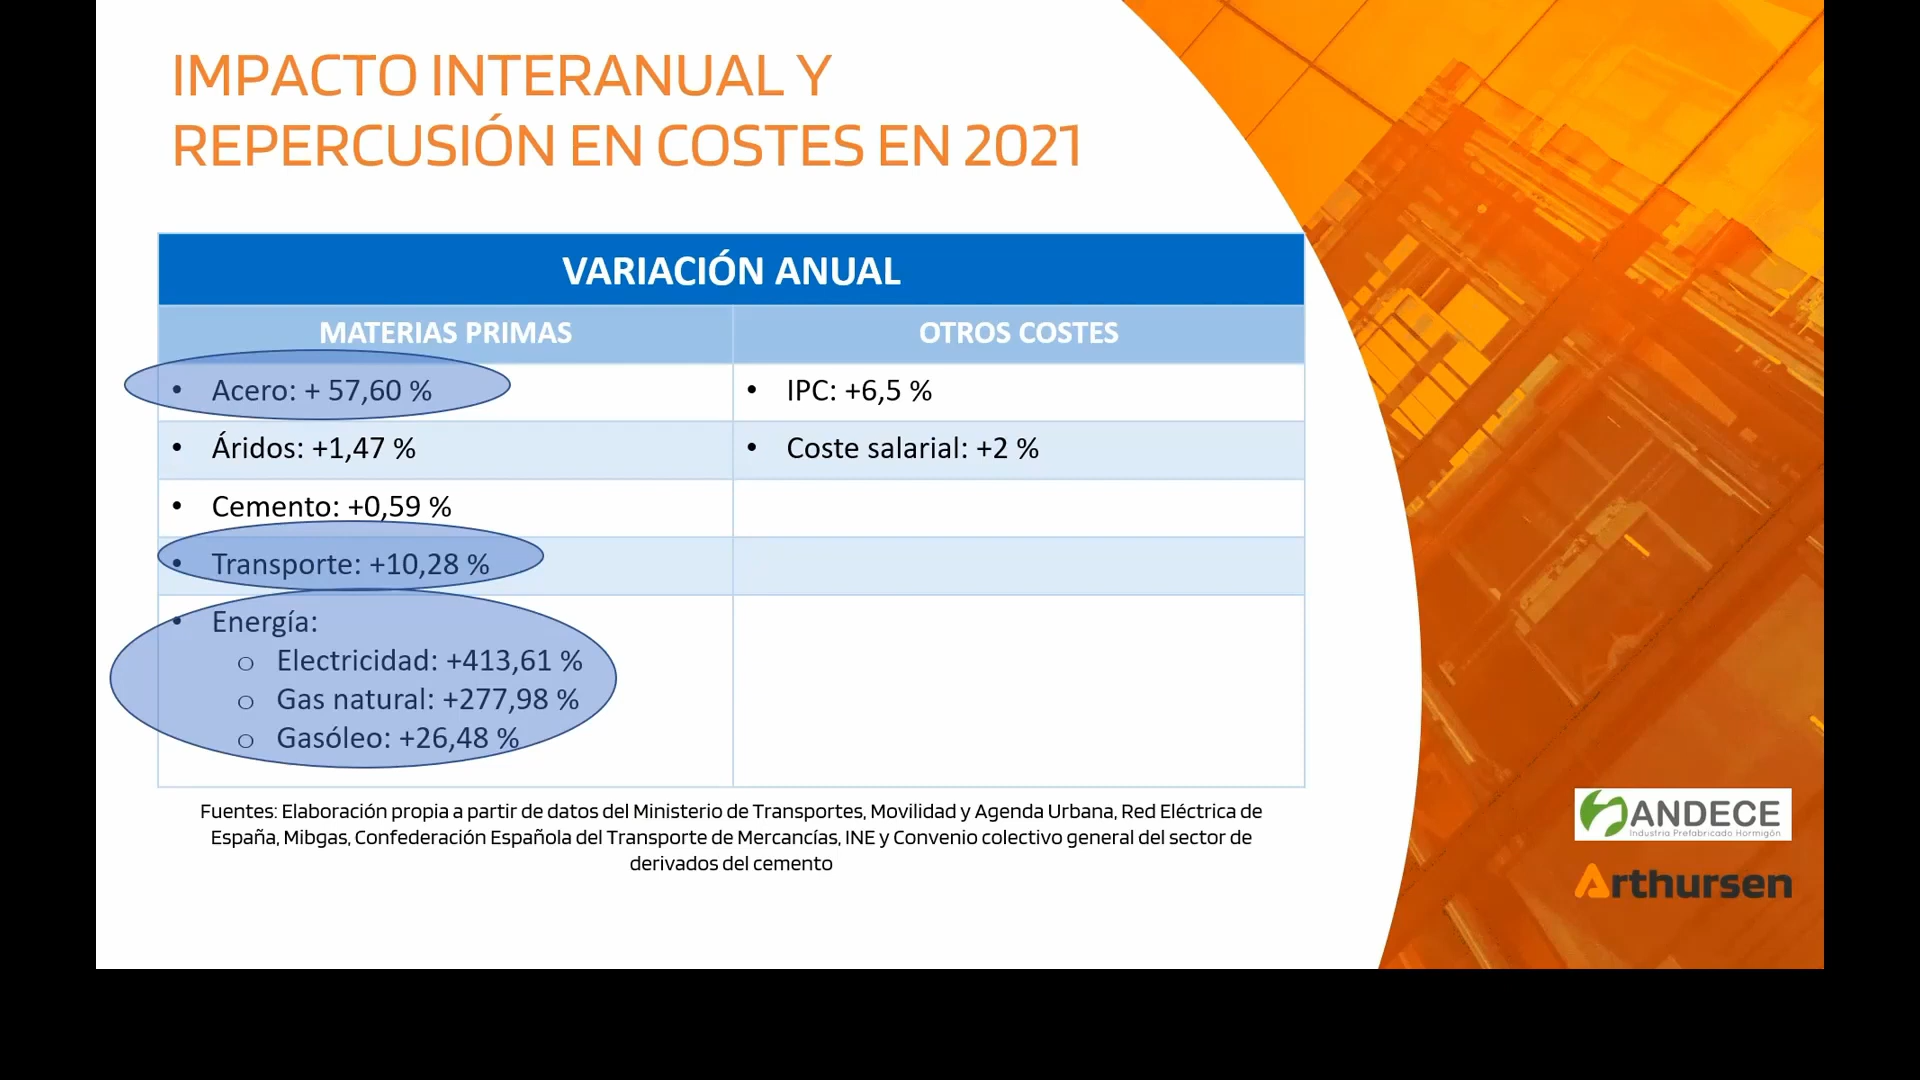 IMPACTO INTERANUAL Y
REPERCUSIÓN EN COSTES EN 2021
VARIACIÓN ANUAL
MATERIAS PRIMAS
OTROS COSTES
• Acero: + 57,60 %
• IPC: +6,5 %
• Áridos: +1,47 %
• Coste salarial: +2 %
• Cemento: +0,59 %
• Transporte: +10,28 %
• Energía:
o Electricidad: +413,61 %
o Gas natural: +277,98 %
o Gasóleo: +26,48 %
Fuentes: Elaboración propia a partir de datos del Ministerio de Transportes, Movilidad y Agenda Urbana, Red Eléctrica de
España, Mibgas, Confederación Española del Transporte de Mercancías, INE y Convenio colectivo general del sector de
derivados del cemento
ANDECE
Industria Prefabricado Hormigón
Arthursen